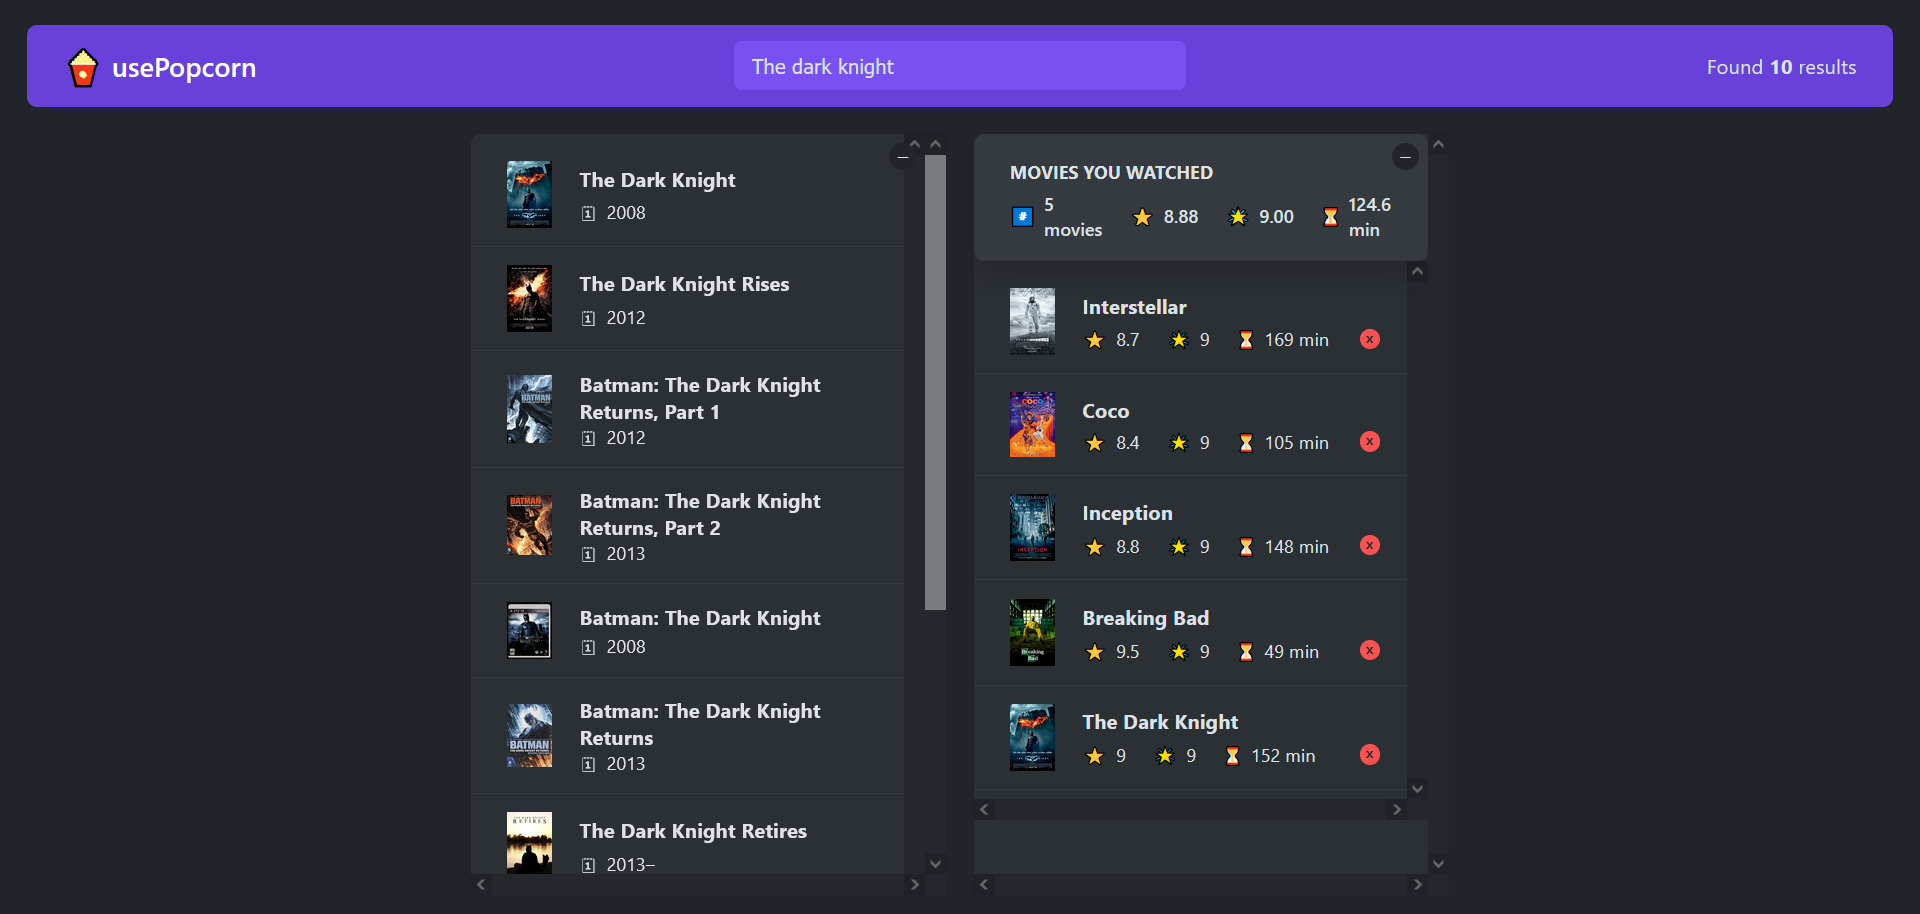 usePopcorn
The dark knight
Found 10 results
The Dark Knight
2008
The Dark Knight Rises
2012
Batman: The Dark Knight
Returns, Part 1
2012
Batman: The Dark Knight
Returns, Part 2
2013
Batman: The Dark Knight
2008
Batman: The Dark Knight
Returns
2013
The Dark Knight Retires
2013–
MOVIES YOU WATCHED
5
movies
8.88
9.00
124.6
min
Interstellar
8.7 9 169 min
Coco
8.4 9 105 min
Inception
8.8 9 148 min
Breaking Bad
9.5 9 49 min
The Dark Knight
9 9 152 min